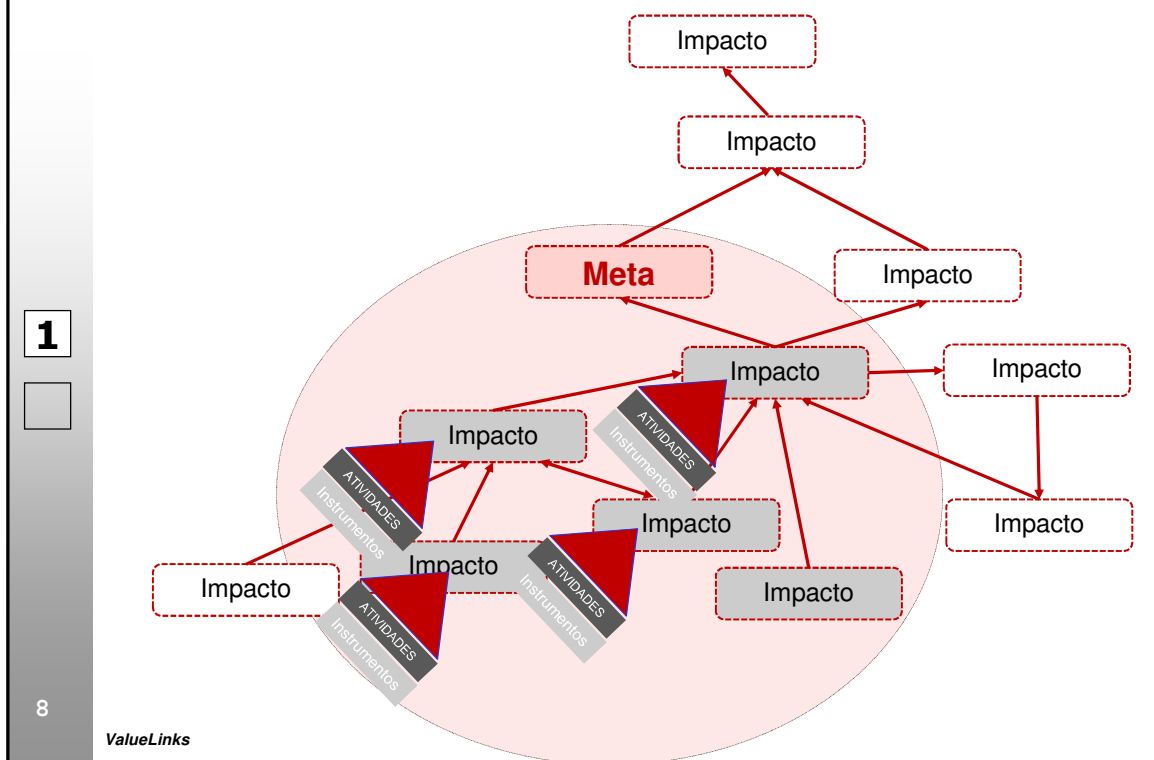 Impacto
Impacto
Meta
Impacto
1
Impacto
Impacto
ATIVIDADES
Instrumentos
Impacto
ATIVIDADES
Instrumentos
Impacto
Impacto
Impacto
ATIVIDADES
Instrumentos
Impacto
Impacto
ATIVIDADES
Instrumentos
8
ValueLinks